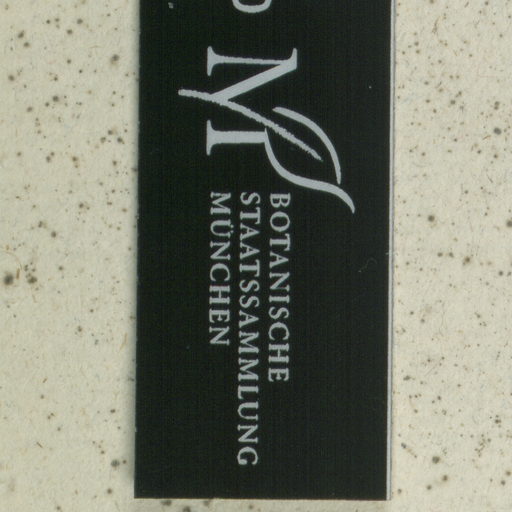 M
BOTANISCHE
STAATSSAMMLUNG
MÜNCHEN